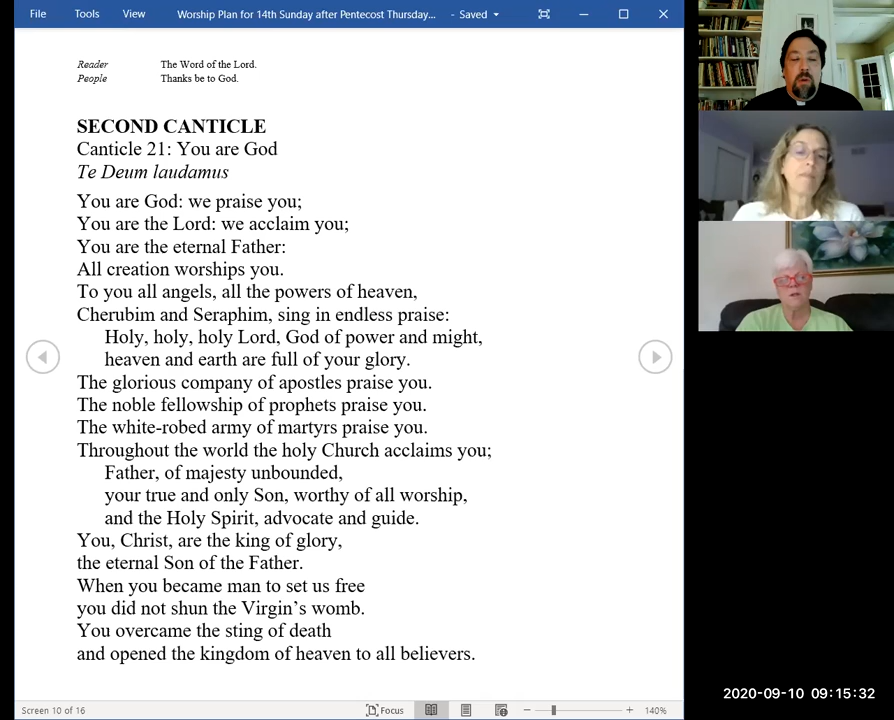 File Tools View Worship Plan for 14th Sunday after Pentecost Thursday... - Saved
Reader The Word of the Lord.
People Thanks be to God.
SECOND CANTICLE
Canticle 21: You are God
Te Deum laudamus
You are God: we praise you;
You are the Lord: we acclaim you;
You are the eternal Father:
All creation worships you.
To you all angels, all the powers of heaven,
Cherubim and Seraphim, sing in endless praise:
Holy, holy, holy Lord, God of power and might,
heaven and earth are full of your glory.
The glorious company of apostles praise you.
The noble fellowship of prophets praise you.
The white-robed army of martyrs praise you.
Throughout the world the holy Church acclaims you;
Father, of majesty unbounded,
your true and only Son, worthy of all worship,
and the Holy Spirit, advocate and guide.
You, Christ, are the king of glory,
the eternal Son of the Father.
When you became man to set us free
you did not shun the Virgin’s womb.
You overcame the sting of death
and opened the kingdom of heaven to all believers.
2020-09-10 09:15:32
Screen 10 of 16 Focus 140%